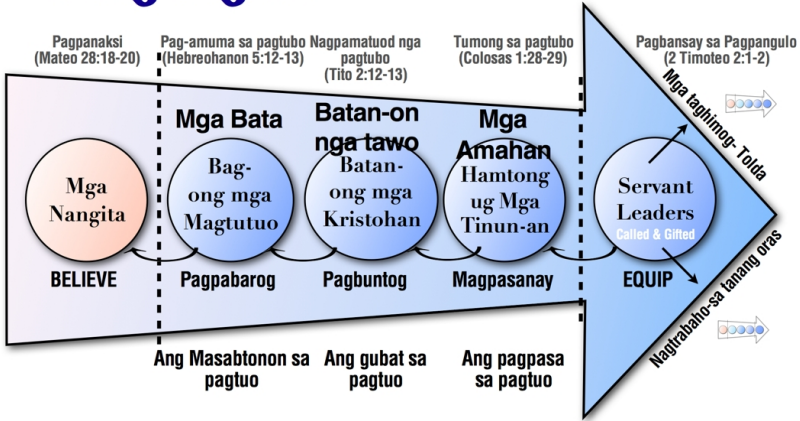 Pagpanaksi
(Mateo 28:18-20)
Pag-amuma sa pagtubo
(Hebreohanon 5:12-13)
Nagpamatuod nga
pagtubo
(Tito 2:12-13)
Tumong sa pagtubo
(Colosas 1:28-29)
Pagbansay sa Pagpangulo
(2 Timoteo 2:1-2)
Mga Bata
Batan-on
nga tawo
Mga
Amahan
Mga
Nangita
Bag-
ong mga
Magtutuo
Batan-
ong mga
Kristohan
Hamtong
ug Mga
Tinun-an
Servant
Leaders
Called & Gifted
Mga taghimog- Tolda
Nagtrabaho-sa tanang oras
BELIEVE
Pagpabarog
Pagbuntog
Magpasanay
EQUIP
Ang Masabtonon sa
pagtuo
Ang gubat sa
pagtuo
Ang pagpasa
sa pagtuo